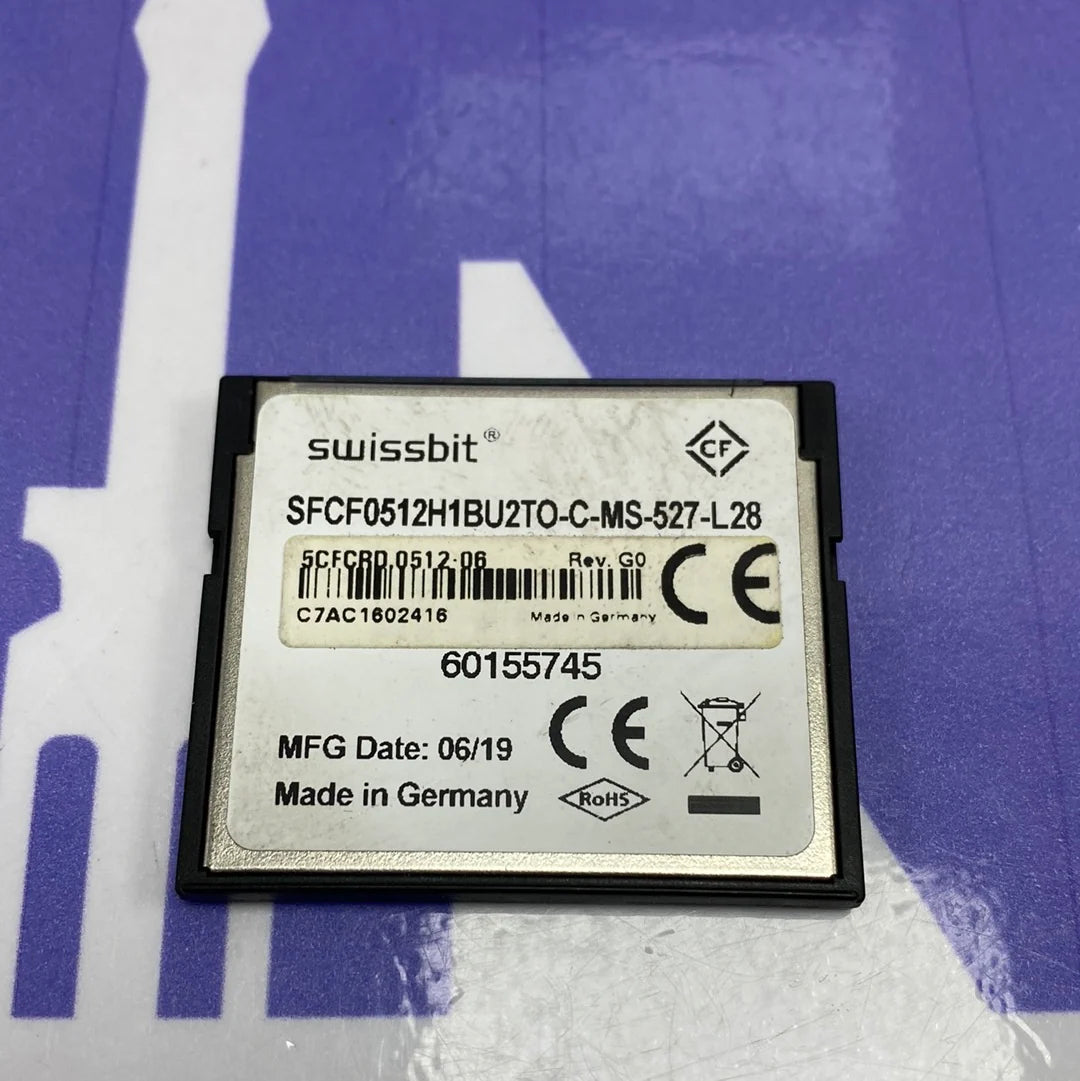 swissbit®
CF
SFCF0512H1BU2TO-C-MS-527-L28
5CFCRD.0512-06 Rev. G0
C7AC1602416 Made in Germany
CE
60155745
MFG Date: 06/19 CE
Made in Germany RoHS